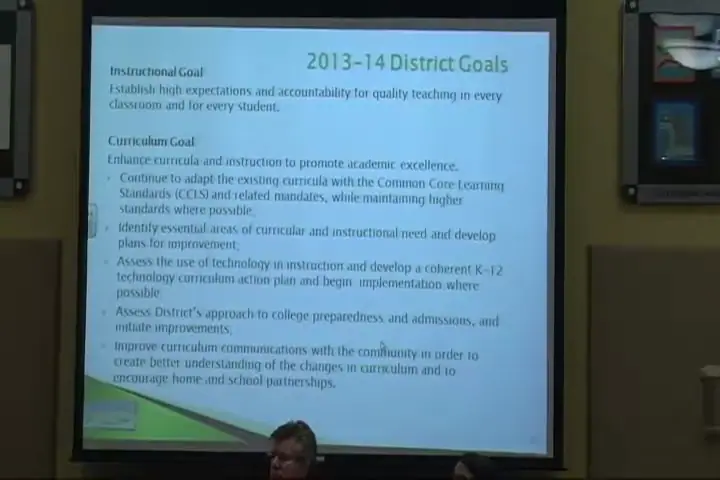 2013-14 District Goals
Instructional Goal
Establish high expectations and accountability for quality teaching in every
classroom and for every student.
Curriculum Goal
Enhance curricula and instruction to promote academic excellence.
Continue to adapt the existing curricula with the Common Core Learning
Standards (CCLS) and related mandates, while maintaining higher
standards where possible.
Identify essential areas of curricular and instructional need and develop
plans for improvement.
Assess the use of technology in instruction and develop a coherent K-12
technology curriculum action plan and begin implementation where
possible
Assess District's approach to college preparedness and admissions, and
initiate improvements.
Improve curriculum communications with the community in order to
create better understanding of the changes in curriculum and to
encourage home and school partnerships.